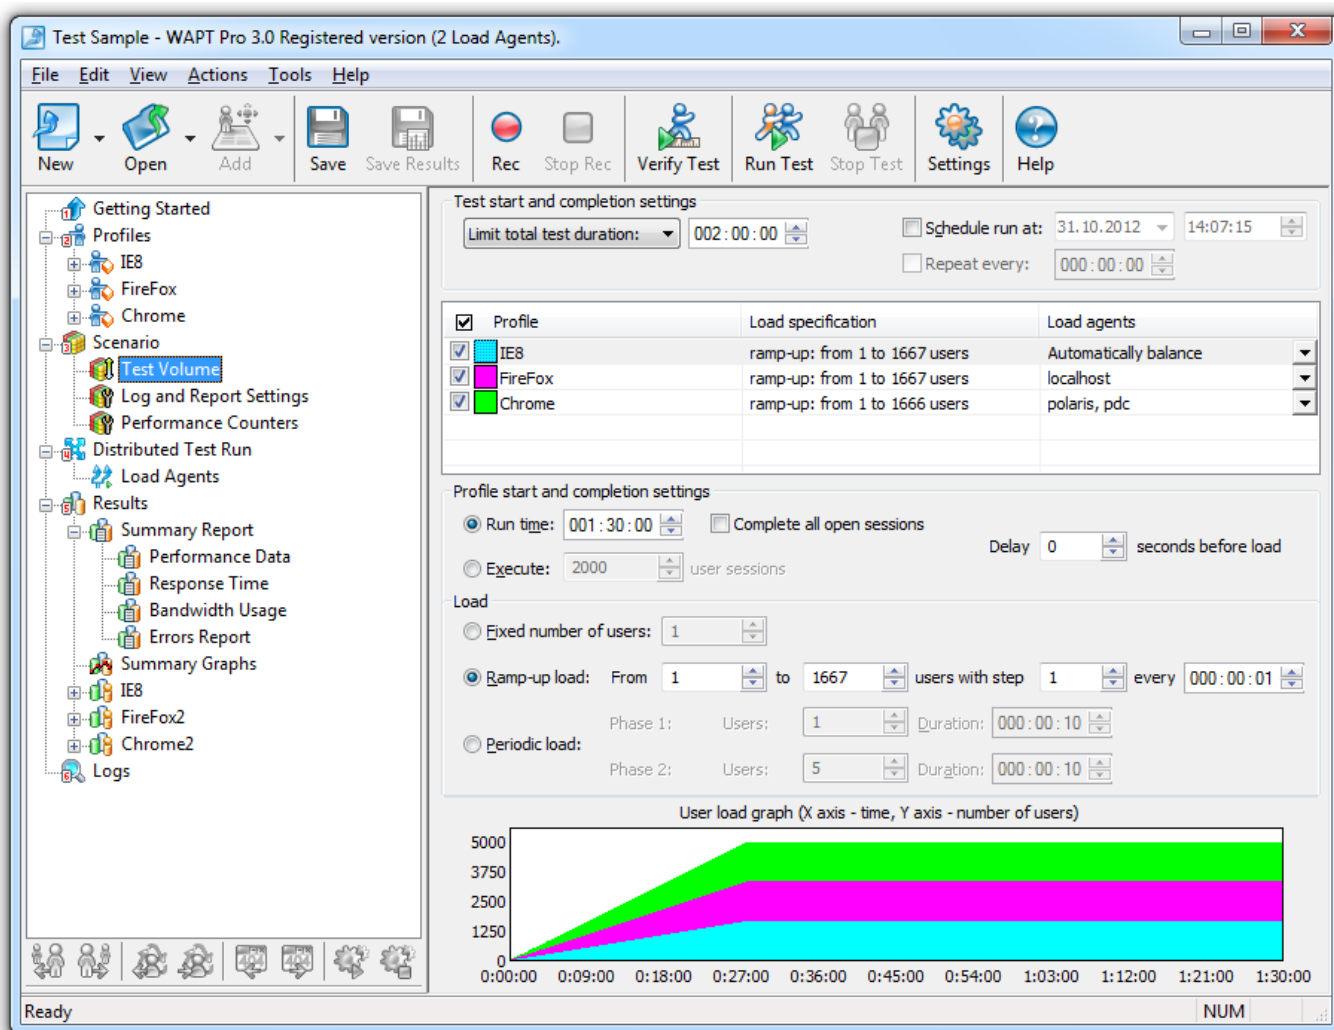 Test Sample - WAPT Pro 3.0 Registered version (2 Load Agents).
File Edit View Actions Tools Help
New Open Add Save Save Results Rec Stop Rec Verify Test Run Test Stop Test Settings Help
1 Getting Started
2 Profiles
IE8
FireFox
Chrome
3 Scenario
Test Volume
Log and Report Settings
Performance Counters
4 Distributed Test Run
Load Agents
5 Results
Summary Report
Performance Data
Response Time
Bandwidth Usage
Errors Report
Summary Graphs
IE8
FireFox2
Chrome2
6 Logs
Test start and completion settings
Limit total test duration: 002:00:00 Schedule run at: 31.10.2012 14:07:15
Repeat every: 000:00:00
Profile Load specification Load agents
IE8 ramp-up: from 1 to 1667 users Automatically balance
FireFox ramp-up: from 1 to 1667 users localhost
Chrome ramp-up: from 1 to 1666 users polaris, pdc
Profile start and completion settings
Run time: 001:30:00 Complete all open sessions
Delay 0 seconds before load
Execute: 2000 user sessions
Load
Fixed number of users: 1
Ramp-up load: From 1 to 1667 users with step 1 every 000:00:01
Phase 1: Users: 1 Duration: 000:00:10
Periodic load:
Phase 2: Users: 5 Duration: 000:00:10
User load graph (X axis - time, Y axis - number of users)
5000
3750
2500
1250
0
0:00:00 0:09:00 0:18:00 0:27:00 0:36:00 0:45:00 0:54:00 1:03:00 1:12:00 1:21:00 1:30:00
404 404
Ready NUM